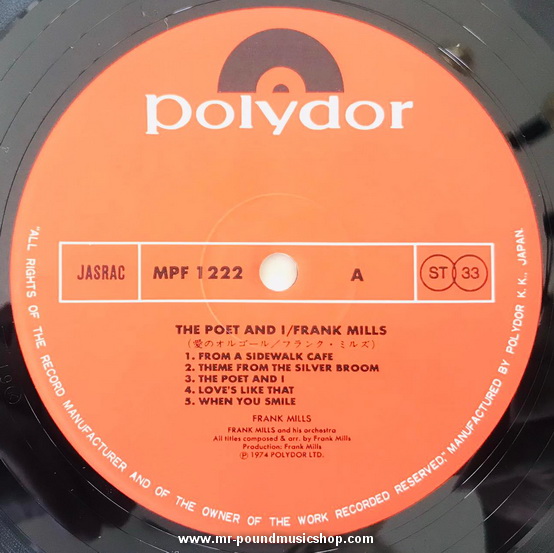 polydor
JASRAC MPF 1222 A ST 33
THE POET AND I/FRANK MILLS
(愛のオルゴール/フランク・ミルズ)
1. FROM A SIDEWALK CAFE
2. THEME FROM THE SILVER BROOM
3. THE POET AND I
4. LOVE'S LIKE THAT
5. WHEN YOU SMILE
FRANK MILLS
FRANK MILLS and his orchestra
All titles composed & arr. by Frank Mills
Production: Frank Mills
Ⓟ 1974 POLYDOR LTD.
"ALL RIGHTS OF THE RECORD MANUFACTURER AND OF THE OWNER OF THE WORK RECORDED RESERVED," MANUFACTURED BY POLYDOR K. K., JAPAN.
www.mr-poundmusicshop.com